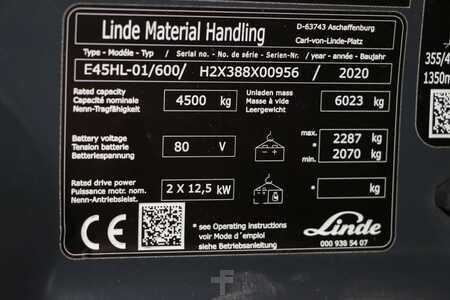 Linde Material Handling
D-63743 Aschaffenburg
Carl-von-Linde-Platz
Type - Modéle - Typ / Serial no. - No. de série - Serien-Nr. / year - année - Baujahr
E45HL-01/600/ H2X388X00956 / 2020
Rated capacity
Capacité nominale
Nenn-Tragfähigkeit
4500 kg
Unladen mass
Masse à vide
Leergewicht
6023 kg
Battery voltage
Tension batterie
Batteriespannung
80 V
max. 2287 kg
*
min. 2070 kg
Rated drive power
Puissance motr. nom.
Nenn-Antriebsleist.
2 X 12,5 kW
* kg
CE
* see Operating instructions
voir Mode d'emploi
siehe Betriebsanleitung
Linde
000 938 54 07
355/4
1350m